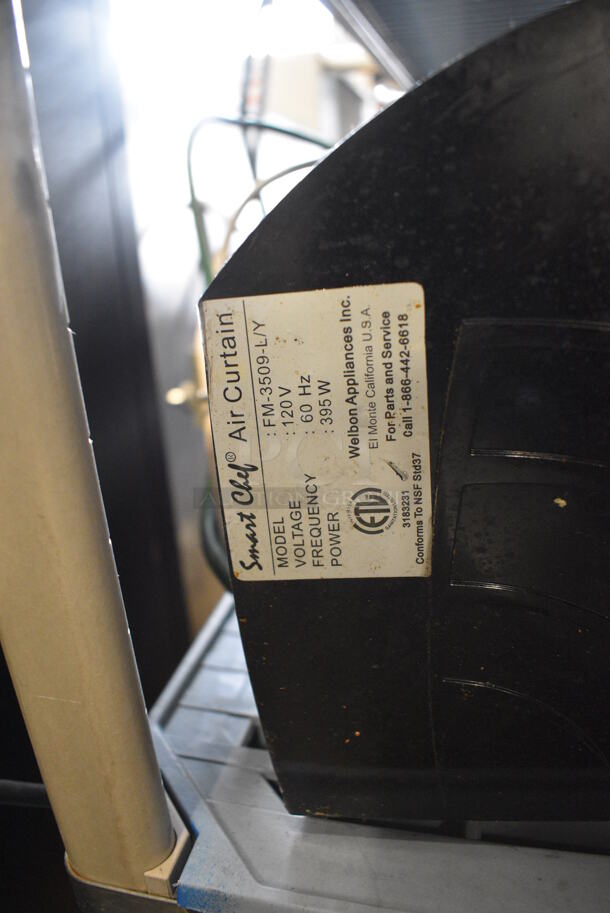 Smart Chef® Air Curtain
MODEL : FM-3509-L/Y
VOLTAGE : 120 V
FREQUENCY : 60 Hz
POWER : 395 W
Welbon Appliances Inc.
El Monte California U.S.A.
For Parts and Service
Call 1-866-442-6618
ETL
3183231
Conforms To NSF Std37